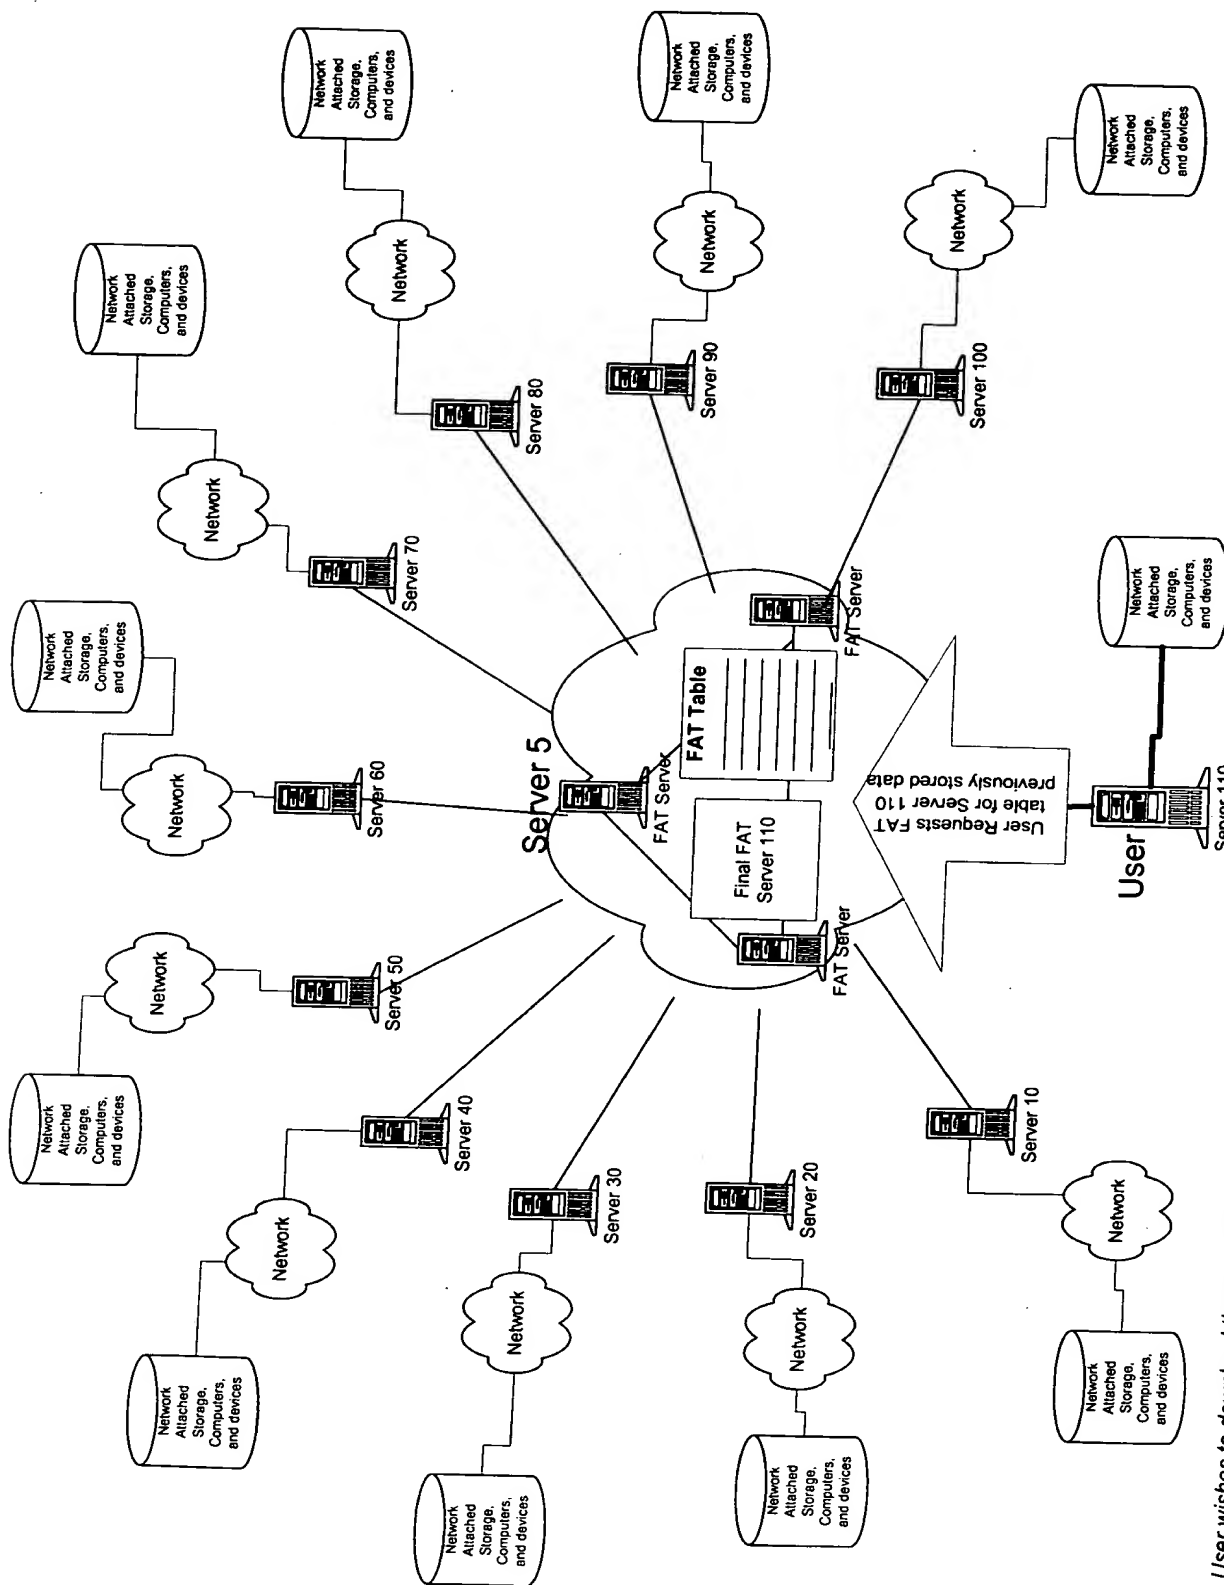 Network
Attached
Storage,
Computers,
and devices
Network
Attached
Storage,
Computers,
and devices
Network
Attached
Storage,
Computers,
and devices
Network
Network
Network
Network
Attached
Storage,
Computers,
and devices
Network
Attached
Storage,
Computers,
and devices
Network
Network
Server 50
Server 60
Server 70
Server 40
Server 80
Network
Attached
Storage,
Computers,
and devices
Network
Server 30
Server 5
FAT Server
Network
Attached
Storage,
Computers,
and devices
Network
Server 90
FAT Table
Final FAT
Server 110
Network
Attached
Storage,
Computers,
and devices
Network
Server 20
FAT Server
FAT Server
User Requests FAT
table for Server 110
previously stored data
Network
Server 100
Server 10
Network
Attached
Storage,
Computers,
and devices
Network
Network
Attached
Storage,
Computers,
and devices
User
Network
Attached
Storage,
Computers,
and devices
Server 110
User wishes to